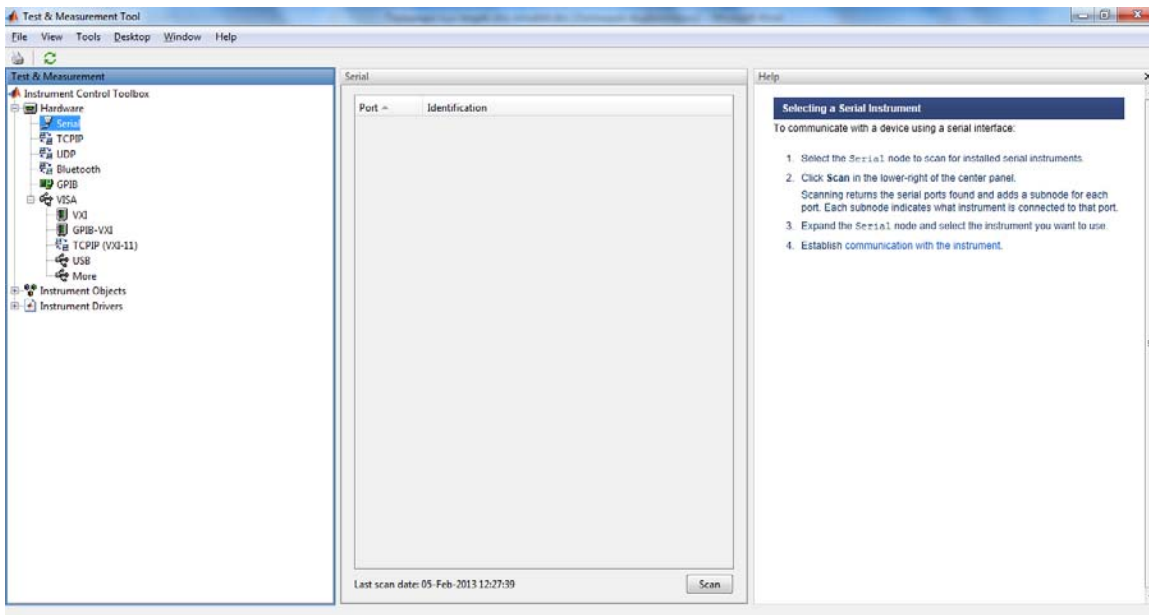 Test & Measurement Tool
File View Tools Desktop Window Help
Test & Measurement
Instrument Control Toolbox
Hardware
Serial
TCPIP
UDP
Bluetooth
GPIB
VISA
VXI
GPIB-VXI
TCPIP (VXI-11)
USB
More
Instrument Objects
Instrument Drivers
Serial
Port Identification
Last scan date: 05-Feb-2013 12:27:39
Scan
Help
Selecting a Serial Instrument
To communicate with a device using a serial interface:
1. Select the Serial node to scan for installed serial instruments.
2. Click Scan in the lower-right of the center panel.
Scanning returns the serial ports found and adds a subnode for each
port. Each subnode indicates what instrument is connected to that port.
3. Expand the Serial node and select the instrument you want to use.
4. Establish communication with the instrument.